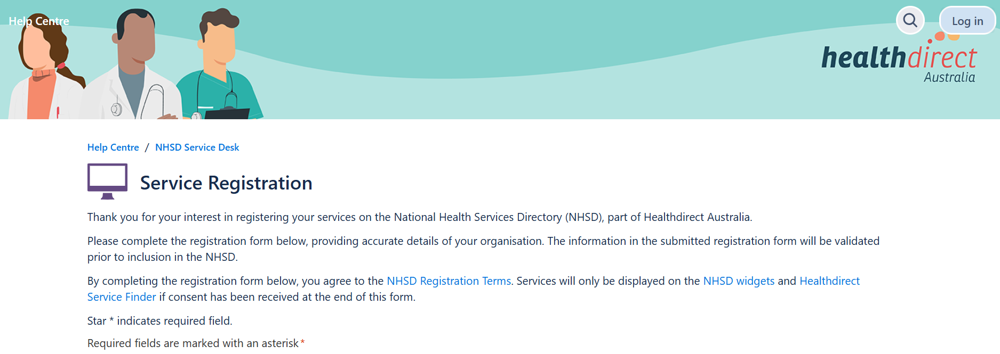 Help Centre
Log in
healthdirect
Australia
Help Centre / NHSD Service Desk
Service Registration
Thank you for your interest in registering your services on the National Health Services Directory (NHSD), part of Healthdirect Australia.
Please complete the registration form below, providing accurate details of your organisation. The information in the submitted registration form will be validated
prior to inclusion in the NHSD.
By completing the registration form below, you agree to the NHSD Registration Terms. Services will only be displayed on the NHSD widgets and Healthdirect
Service Finder if consent has been received at the end of this form.
Star * indicates required field.
Required fields are marked with an asterisk *